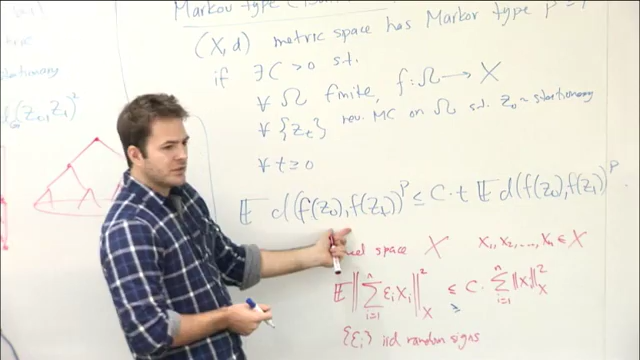 Markov type
(X, d) metric space has Markov type p ≥ 1
if ∃ C > 0 s.t.
∀ Ω finite, f: Ω → X
∀ {Z_t} rev. MC on Ω s.t. Z_0 ~ stationary
∀ t ≥ 0
𝔼 d(f(Z_0), f(Z_t))^p ≤ C · t 𝔼 d(f(Z_0), f(Z_1))^p.
space X x_1, x_2, ..., x_n ∈ X
𝔼 ‖ ∑_{i=1}^n ε_i x_i ‖_X^2 ≤ C · ∑_{i=1}^n ‖x_i‖_X^2
≥
{ε_i} iid random signs